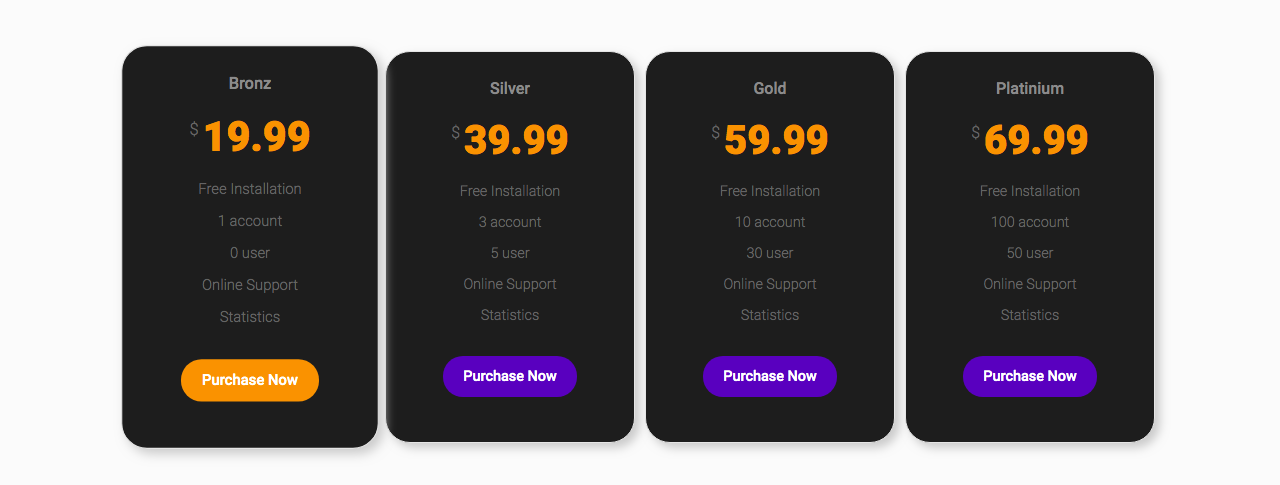 Bronz
$ 19.99
Free Installation
1 account
0 user
Online Support
Statistics
Purchase Now
Silver
$ 39.99
Free Installation
3 account
5 user
Online Support
Statistics
Purchase Now
Gold
$ 59.99
Free Installation
10 account
30 user
Online Support
Statistics
Purchase Now
Platinium
$ 69.99
Free Installation
100 account
50 user
Online Support
Statistics
Purchase Now